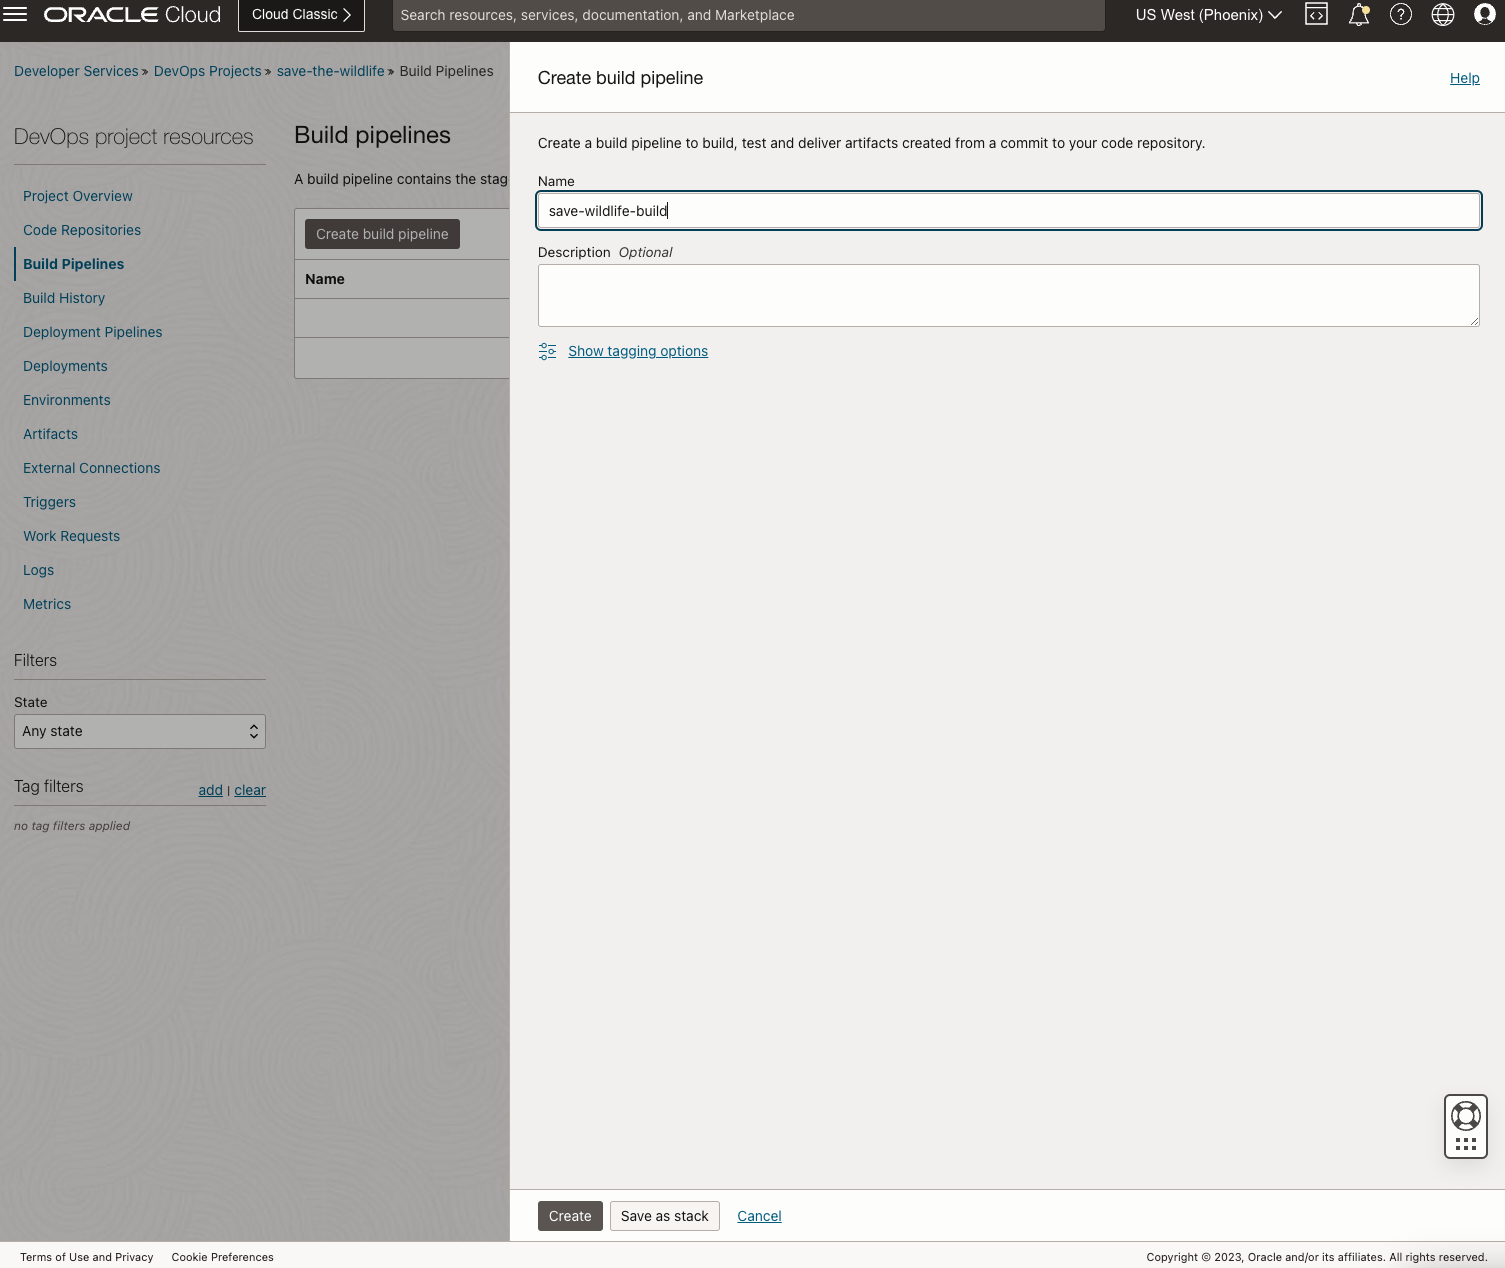 ORACLE Cloud
Cloud Classic
Search resources, services, documentation, and Marketplace
US West (Phoenix)
Developer Services » DevOps Projects » save-the-wildlife » Build Pipelines
DevOps project resources
Project Overview
Code Repositories
Build Pipelines
Build History
Deployment Pipelines
Deployments
Environments
Artifacts
External Connections
Triggers
Work Requests
Logs
Metrics
Filters
State
Any state
Tag filters
add | clear
no tag filters applied
Build pipelines
A build pipeline contains the stag
Create build pipeline
Name
Create build pipeline
Help
Create a build pipeline to build, test and deliver artifacts created from a commit to your code repository.
Name
save-wildlife-build
Description Optional
Show tagging options
Create
Save as stack
Cancel
Terms of Use and Privacy
Cookie Preferences
Copyright © 2023, Oracle and/or its affiliates. All rights reserved.